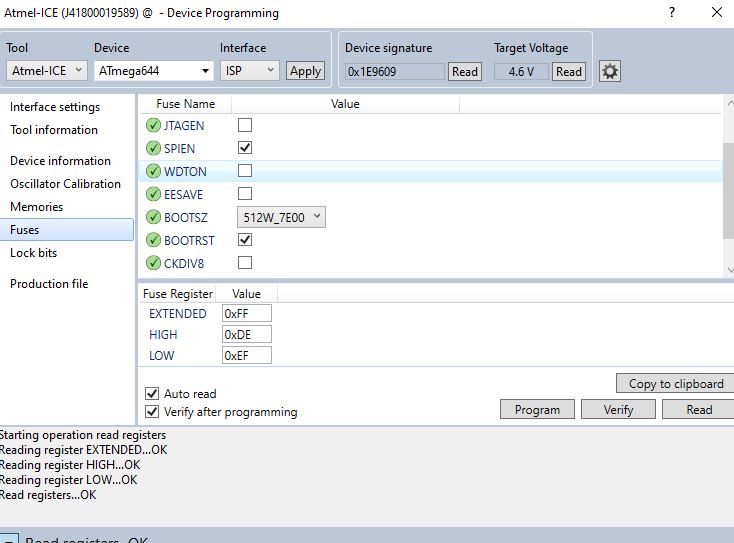 Atmel-ICE (J41800019589) @ - Device Programming
? ×
Tool Device Interface Device signature Target Voltage
Atmel-ICE ATmega644 ISP Apply 0x1E9609 Read 4.6 V Read
Interface settings
Tool information
Device information
Oscillator Calibration
Memories
Fuses
Lock bits
Production file
Fuse Name Value
JTAGEN
SPIEN
WDTON
EESAVE
BOOTSZ 512W_7E00
BOOTRST
CKDIV8
Fuse Register Value
EXTENDED 0xFF
HIGH 0xDE
LOW 0xEF
Copy to clipboard
Auto read
Verify after programming
Program Verify Read
Starting operation read registers
Reading register EXTENDED...OK
Reading register HIGH...OK
Reading register LOW...OK
Read registers...OK
Read registers...OK